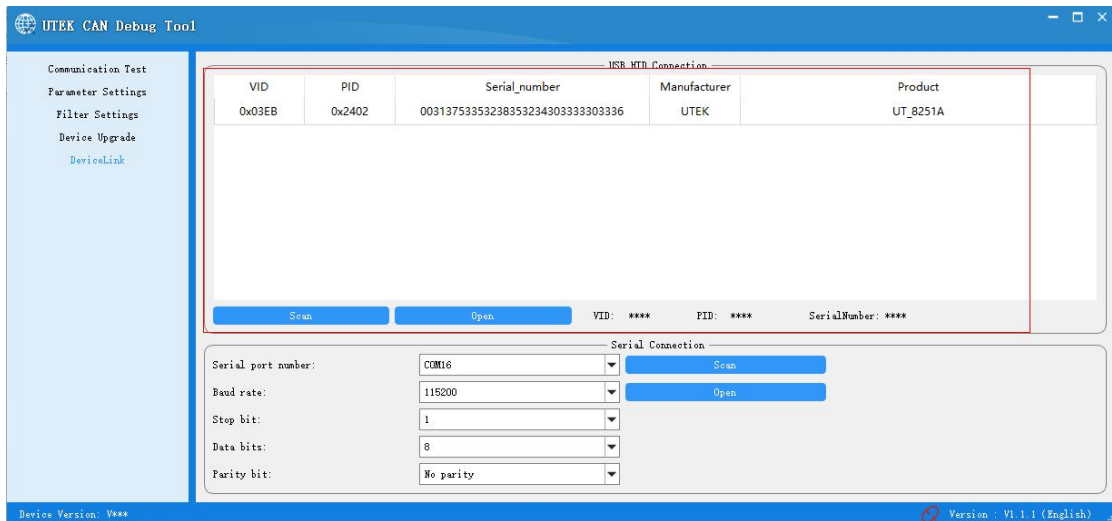 UTEK CAN Debug Tool
Communication Test
Parameter Settings
Filter Settings
Device Upgrade
DeviceLink
USB HID Connection
VID PID Serial_number Manufacturer Product
0x03EB 0x2402 00313753353238353234303333303336 UTEK UT_8251A
Scan Open VID: **** PID: **** SerialNumber: ****
Serial Connection
Serial port number: COM16 Scan
Baud rate: 115200 Open
Stop bit: 1
Data bits: 8
Parity bit: No parity
Device Version: V*** Version : V1.1.1 (English)